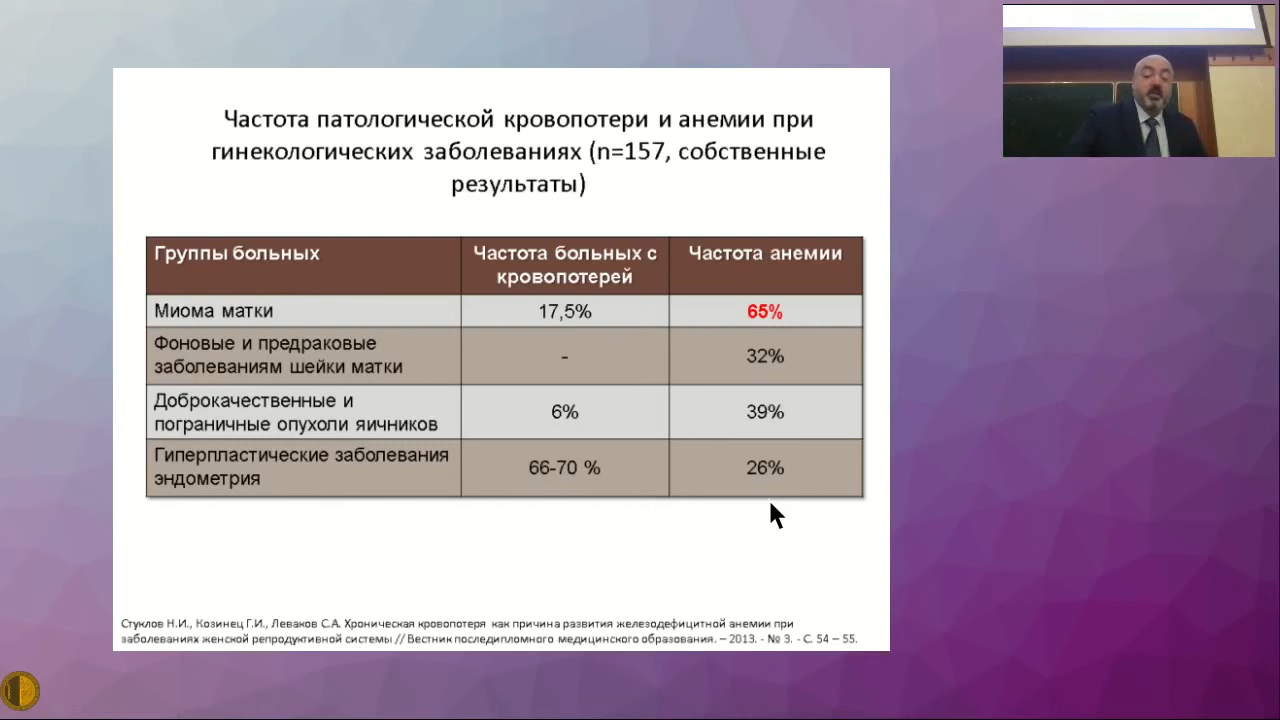 Частота патологической кровопотери и анемии при
гинекологических заболеваниях (n=157, собственные
результаты)
Группы больных
Частота больных с
кровопотерей
Частота анемии
Миома матки
17,5%
65%
Фоновые и предраковые
заболеваниям шейки матки
-
32%
Доброкачественные и
пограничные опухоли яичников
6%
39%
Гиперпластические заболевания
эндометрия
66-70 %
26%
Стуклов Н.И., Козинец Г.И., Леваков С.А. Хроническая кровопотеря как причина развития железодефицитной анемии при
заболеваниях женской репродуктивной системы // Вестник последипломного медицинского образования. – 2013. - № 3. - С. 54 – 55.